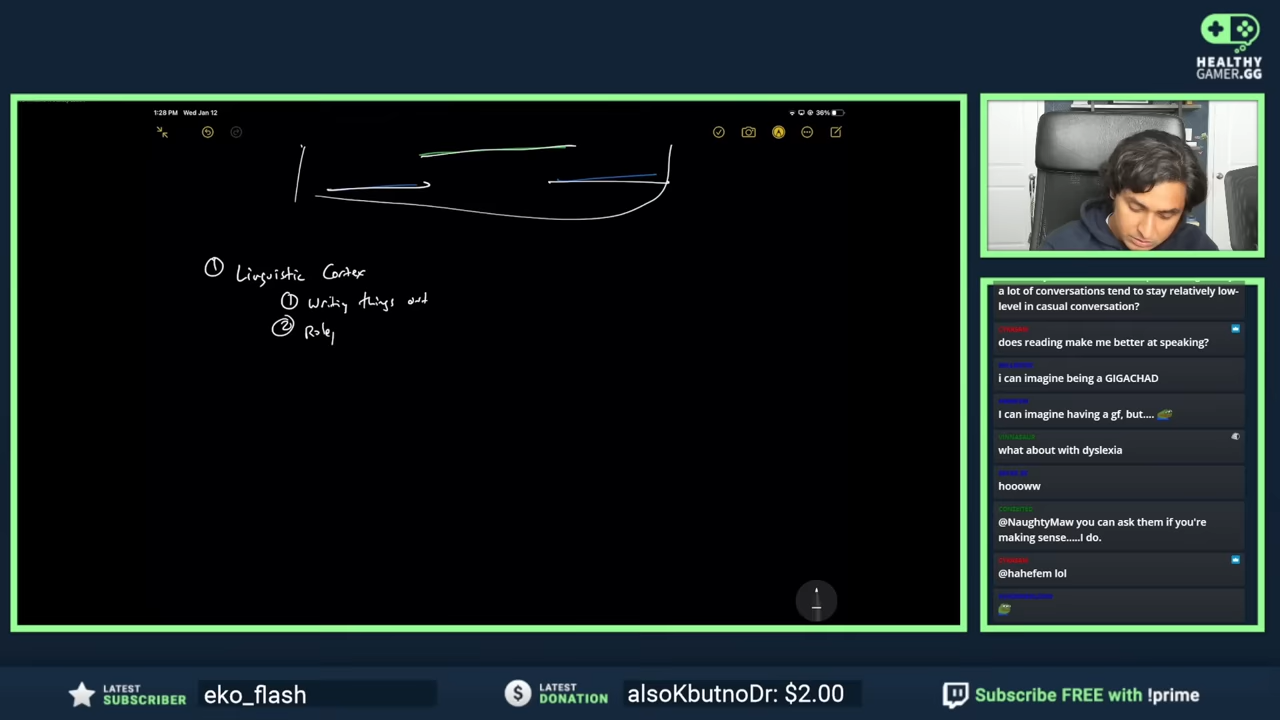 HEALTHY
GAMER.GG
1:28 PM Wed Jan 12
36%
① Linguistic Cortex
① Writing things out
② Role
a lot of conversations tend to stay relatively low-
level in casual conversation?
does reading make me better at speaking?
i can imagine being a GIGACHAD
I can imagine having a gf, but....
what about with dyslexia
hoooww
@NaughtyMaw you can ask them if you're
making sense.....I do.
@hahefem lol
LATEST
SUBSCRIBER
eko_flash
$
LATEST
DONATION
alsoKbutnoDr: $2.00
Subscribe FREE with !prime